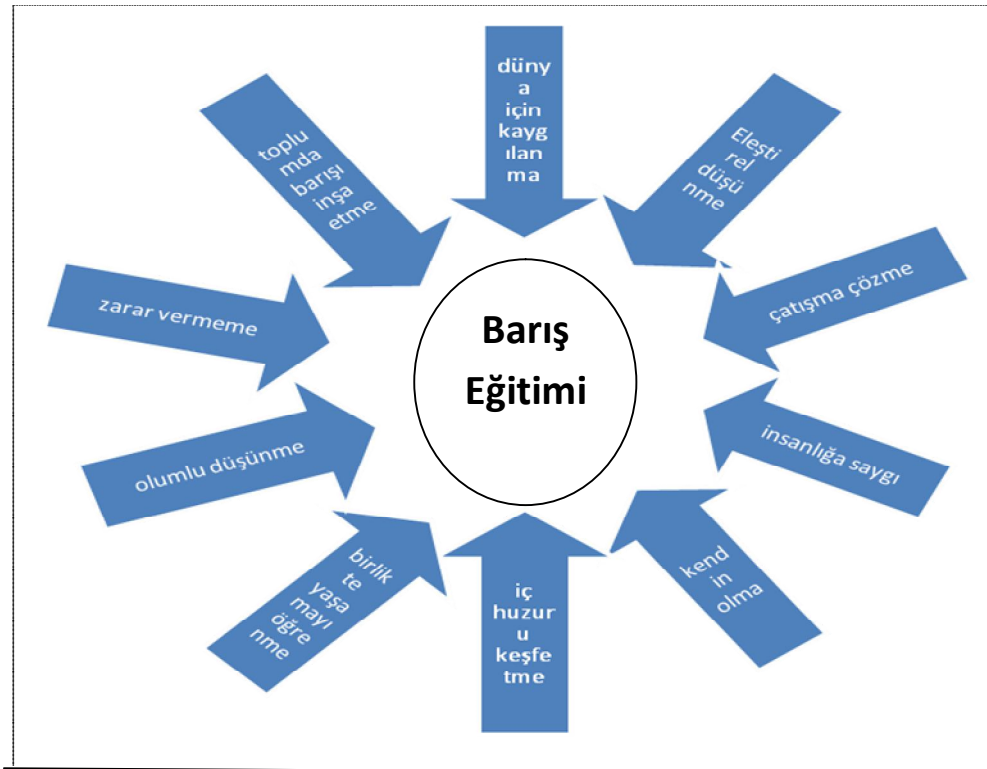 düny
a
için
kayg
ılan
ma
Eleşti
rel
düşü
nme
çatışma çözme
insanlığa saygı
kend
in
olma
iç
huzur
u
keşfe
tme
birlik
te
yaşa
mayı
öğre
nme
olumlu düşünme
zarar vermeme
toplu
mda
barışı
inşa
etme
Barış
Eğitimi